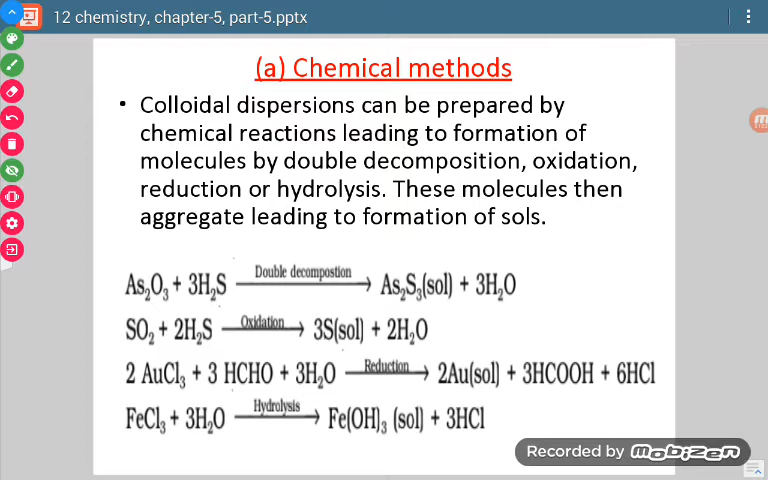 12 chemistry, chapter-5, part-5.pptx
(a) Chemical methods
• Colloidal dispersions can be prepared by
chemical reactions leading to formation of
molecules by double decomposition, oxidation,
reduction or hydrolysis. These molecules then
aggregate leading to formation of sols.
As₂O₃ + 3H₂S Double decompostion → As₂S₃(sol) + 3H₂O
SO₂ + 2H₂S Oxidation → 3S(sol) + 2H₂O
2 AuCl₃ + 3 HCHO + 3H₂O Reduction → 2Au(sol) + 3HCOOH + 6HCl
FeCl₃ + 3H₂O Hydrolysis → Fe(OH)₃ (sol) + 3HCl
Recorded by mobizen